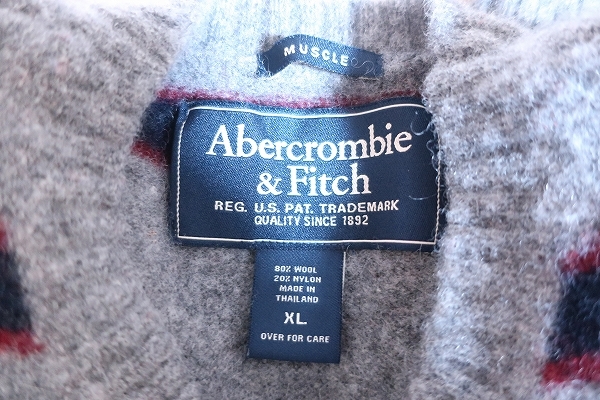 MUSCLE
Abercrombie
& Fitch
REG. U.S. PAT. TRADEMARK
QUALITY SINCE 1892
80% WOOL
20% NYLON
MADE IN
THAILAND
XL
OVER FOR CARE